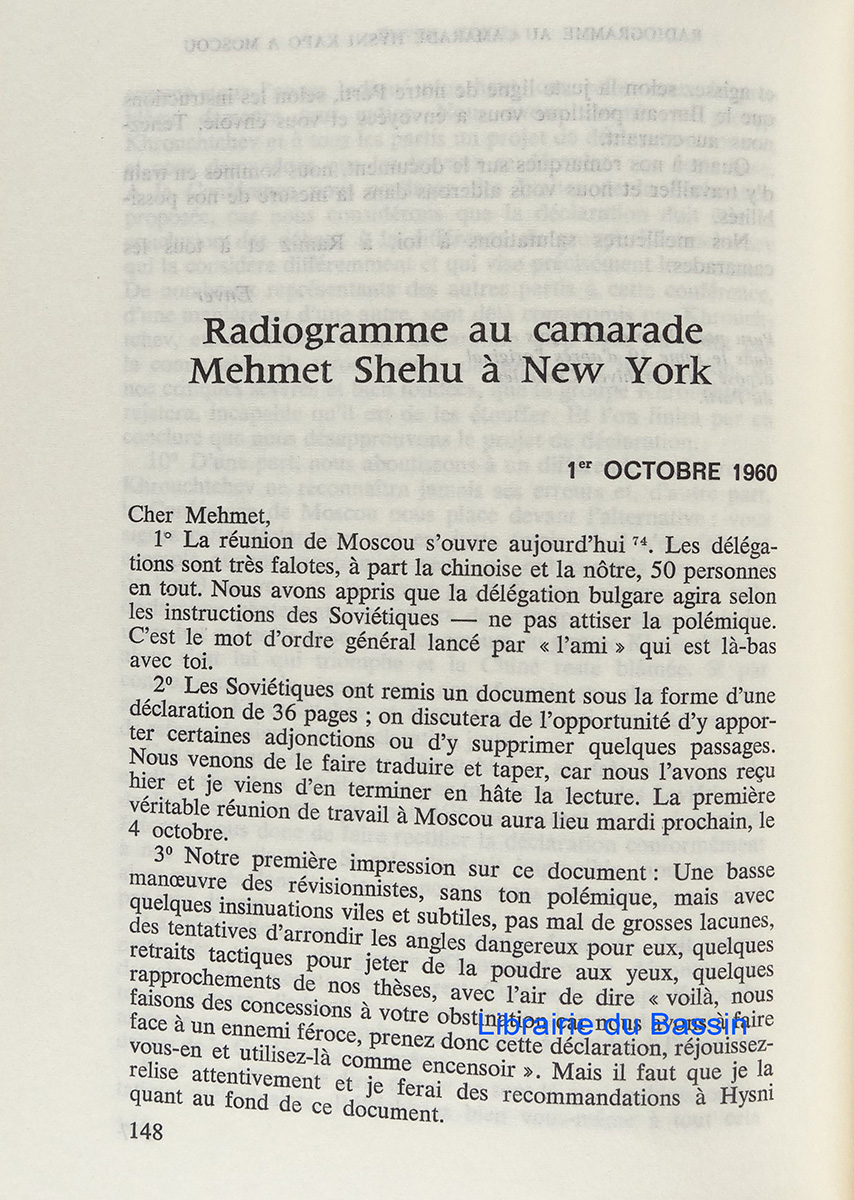 Radiogramme au camarade
Mehmet Shehu à New York
1er OCTOBRE 1960
Cher Mehmet,
1° La réunion de Moscou s'ouvre aujourd'hui 74. Les déléga-
tions sont très falotes, à part la chinoise et la nôtre, 50 personnes
en tout. Nous avons appris que la délégation bulgare agira selon
les instructions des Soviétiques — ne pas attiser la polémique.
C'est le mot d'ordre général lancé par « l'ami » qui est là-bas
avec toi.
2° Les Soviétiques ont remis un document sous la forme d'une
déclaration de 36 pages ; on discutera de l'opportunité d'y appor-
ter certaines adjonctions ou d'y supprimer quelques passages.
Nous venons de le faire traduire et taper, car nous l'avons reçu
hier et je viens d'en terminer en hâte la lecture. La première
véritable réunion de travail à Moscou aura lieu mardi prochain, le
4 octobre.
3° Notre première impression sur ce document : Une basse
manœuvre des révisionnistes, sans ton polémique, mais avec
quelques insinuations viles et subtiles, pas mal de grosses lacunes,
des tentatives d'arrondir les angles dangereux pour eux, quelques
retraits tactiques pour jeter de la poudre aux yeux, quelques
rapprochements de nos thèses, avec l'air de dire « voilà, nous
faisons des concessions à votre obstination car nous avons à faire
face à un ennemi féroce, prenez donc cette déclaration, réjouissez-
vous-en et utilisez-là comme encensoir ». Mais il faut que je la
relise attentivement et je ferai des recommandations à Hysni
quant au fond de ce document.
148
Librairie du Bassin